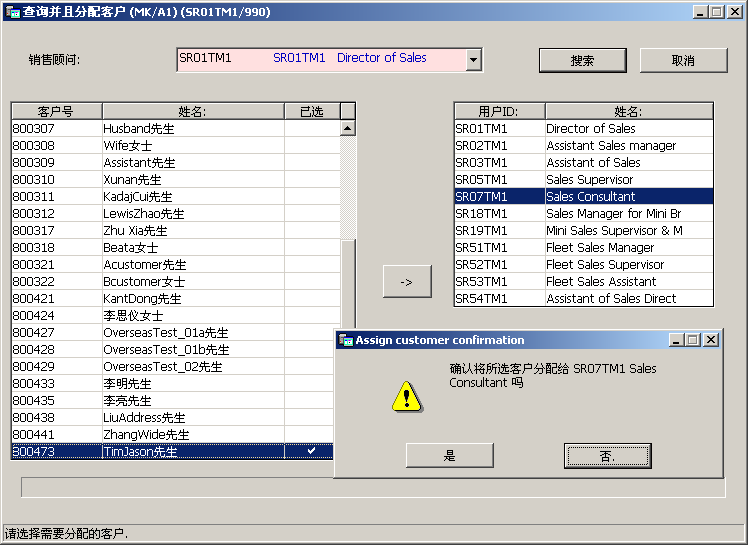 查询并且分配客户 (MK/A1) (SR01TM1/990)
销售顾问: SR01TM1 SR01TM1 Director of Sales 搜索 取消
客户号 姓名: 已选
800307 Husband先生
800308 Wife女士
800309 Assistant先生
800310 Xunan先生
800311 KadajCui先生
800312 LewisZhao先生
800317 Zhu Xia先生
800318 Beata女士
800321 Acustomer先生
800322 Bcustomer女士
800421 KantDong先生
800424 李思仪女士
800427 OverseasTest_01a先生
800428 OverseasTest_01b先生
800429 OverseasTest_02先生
800433 李明先生
800435 李亮先生
800438 LiuAddress先生
800441 ZhangWide先生
800473 TimJason先生 ✓
->
用户ID: 姓名:
SR01TM1 Director of Sales
SR02TM1 Assistant Sales manager
SR03TM1 Assistant of Sales
SR05TM1 Sales Supervisor
SR07TM1 Sales Consultant
SR18TM1 Sales Manager for Mini Br
SR19TM1 Mini Sales Supervisor & M
SR51TM1 Fleet Sales Manager
SR52TM1 Fleet Sales Supervisor
SR53TM1 Fleet Sales Assistant
SR54TM1 Assistant of Sales Direct
Assign customer confirmation
确认将所选客户分配给 SR07TM1 Sales
Consultant 吗
是 否.
请选择需要分配的客户.